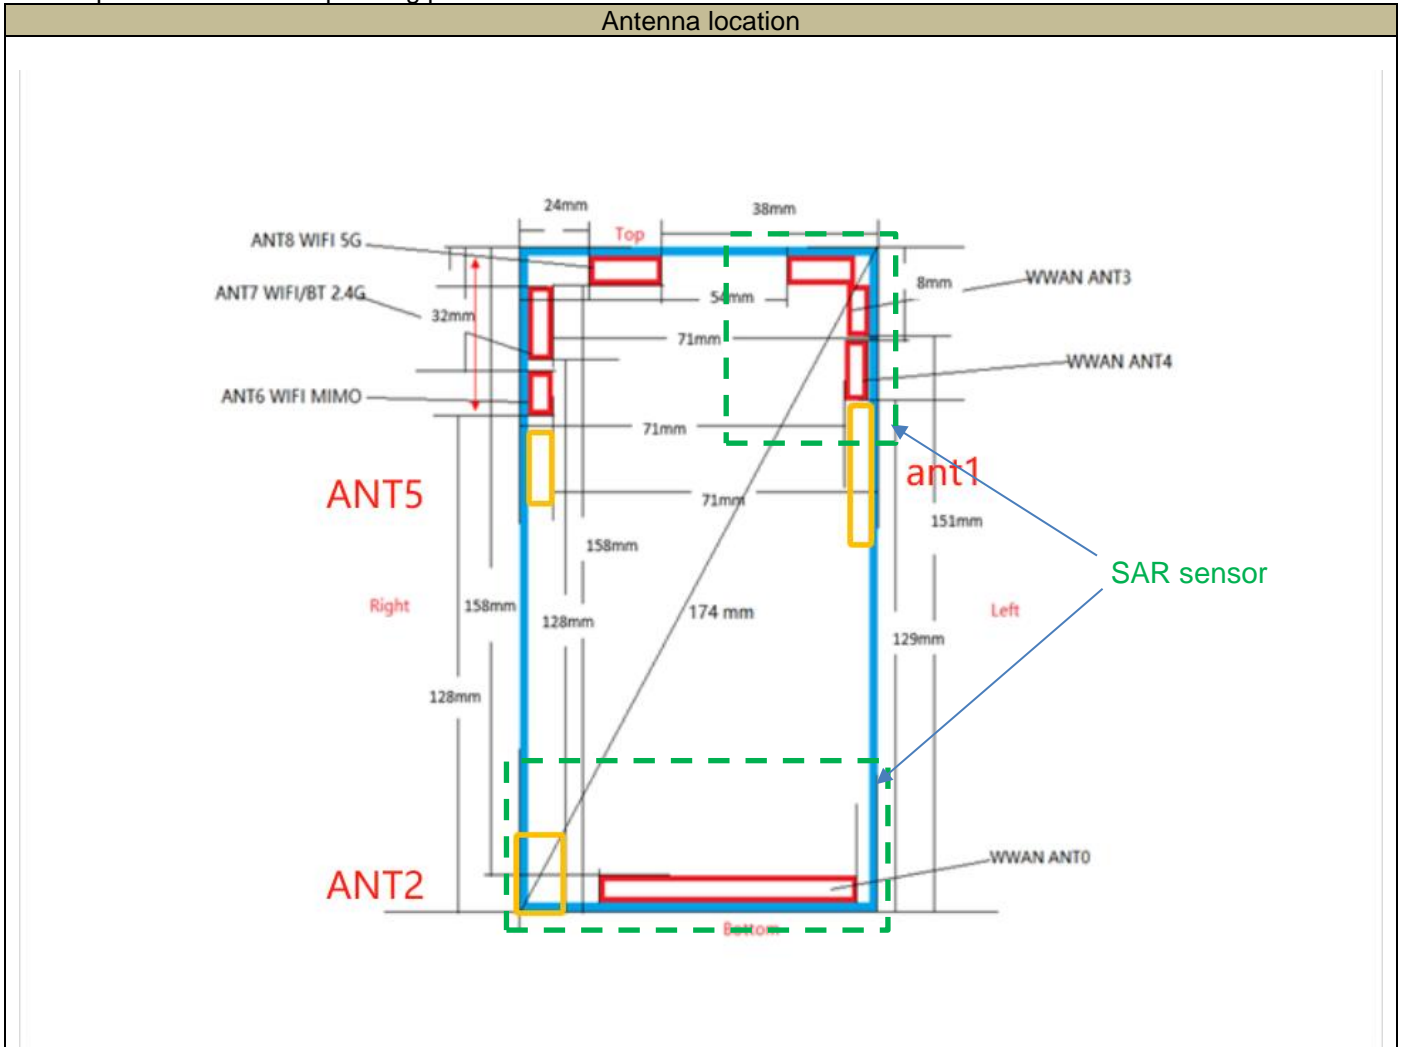 Antenna location
24mm
38mm
Top
ANT8 WIFI 5G
ANT7 WIFI/BT 2.4G
32mm
54mm
8mm
WWAN ANT3
71mm
WWAN ANT4
ANT6 WIFI MIMO
71mm
ant1
ANT5
71mm
151mm
158mm
SAR sensor
Right
158mm
174 mm
Left
128mm
129mm
128mm
WWAN ANT0
ANT2
Bottom